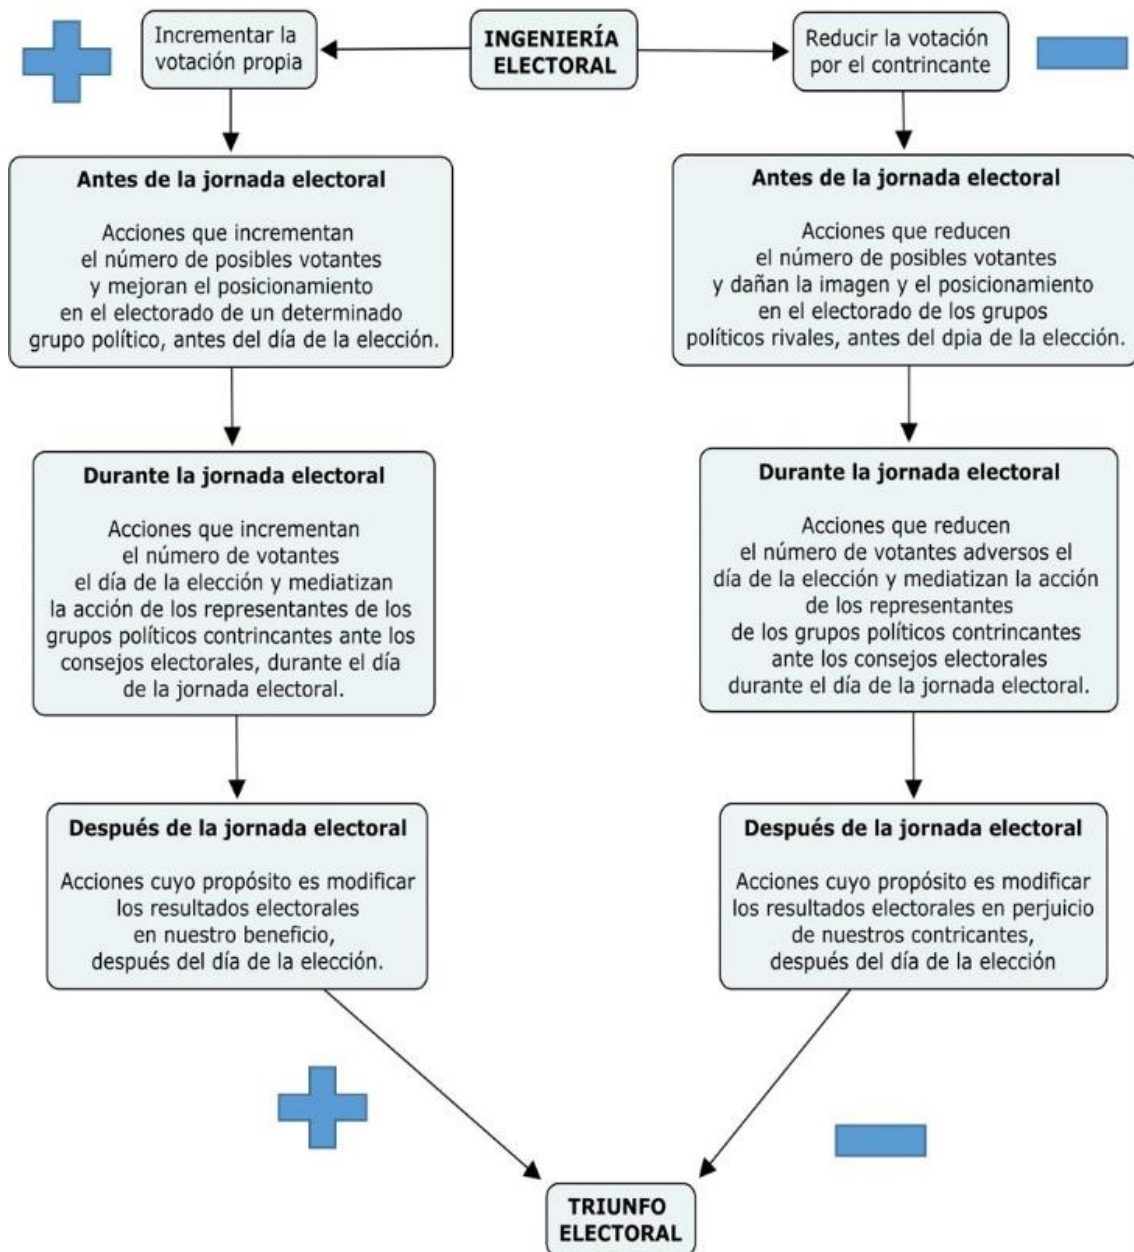 INGENIERÍA
ELECTORAL
Incrementar la
votación propia
Antes de la jornada electoral
Acciones que incrementan
el número de posibles votantes
y mejoran el posicionamiento
en el electorado de un determinado
grupo político, antes del día de la elección.
Durante la jornada electoral
Acciones que incrementan
el número de votantes
el día de la elección y mediatizan
la acción de los representantes de los
grupos políticos contrincantes ante los
consejos electorales, durante el día
de la jornada electoral.
Después de la jornada electoral
Acciones cuyo propósito es modificar
los resultados electorales
en nuestro beneficio,
después del día de la elección.
Reducir la votación
por el contrincante
Antes de la jornada electoral
Acciones que reducen
el número de posibles votantes
y dañan la imagen y el posicionamiento
en el electorado de los grupos
políticos rivales, antes del dpia de la elección.
Durante la jornada electoral
Acciones que reducen
el número de votantes adversos el
día de la elección y mediatizan la acción
de los representantes
de los grupos políticos contrincantes
ante los consejos electorales
durante el día de la jornada electoral.
Después de la jornada electoral
Acciones cuyo propósito es modificar
los resultados electorales en perjuicio
de nuestros contricantes,
después del día de la elección
TRIUNFO
ELECTORAL